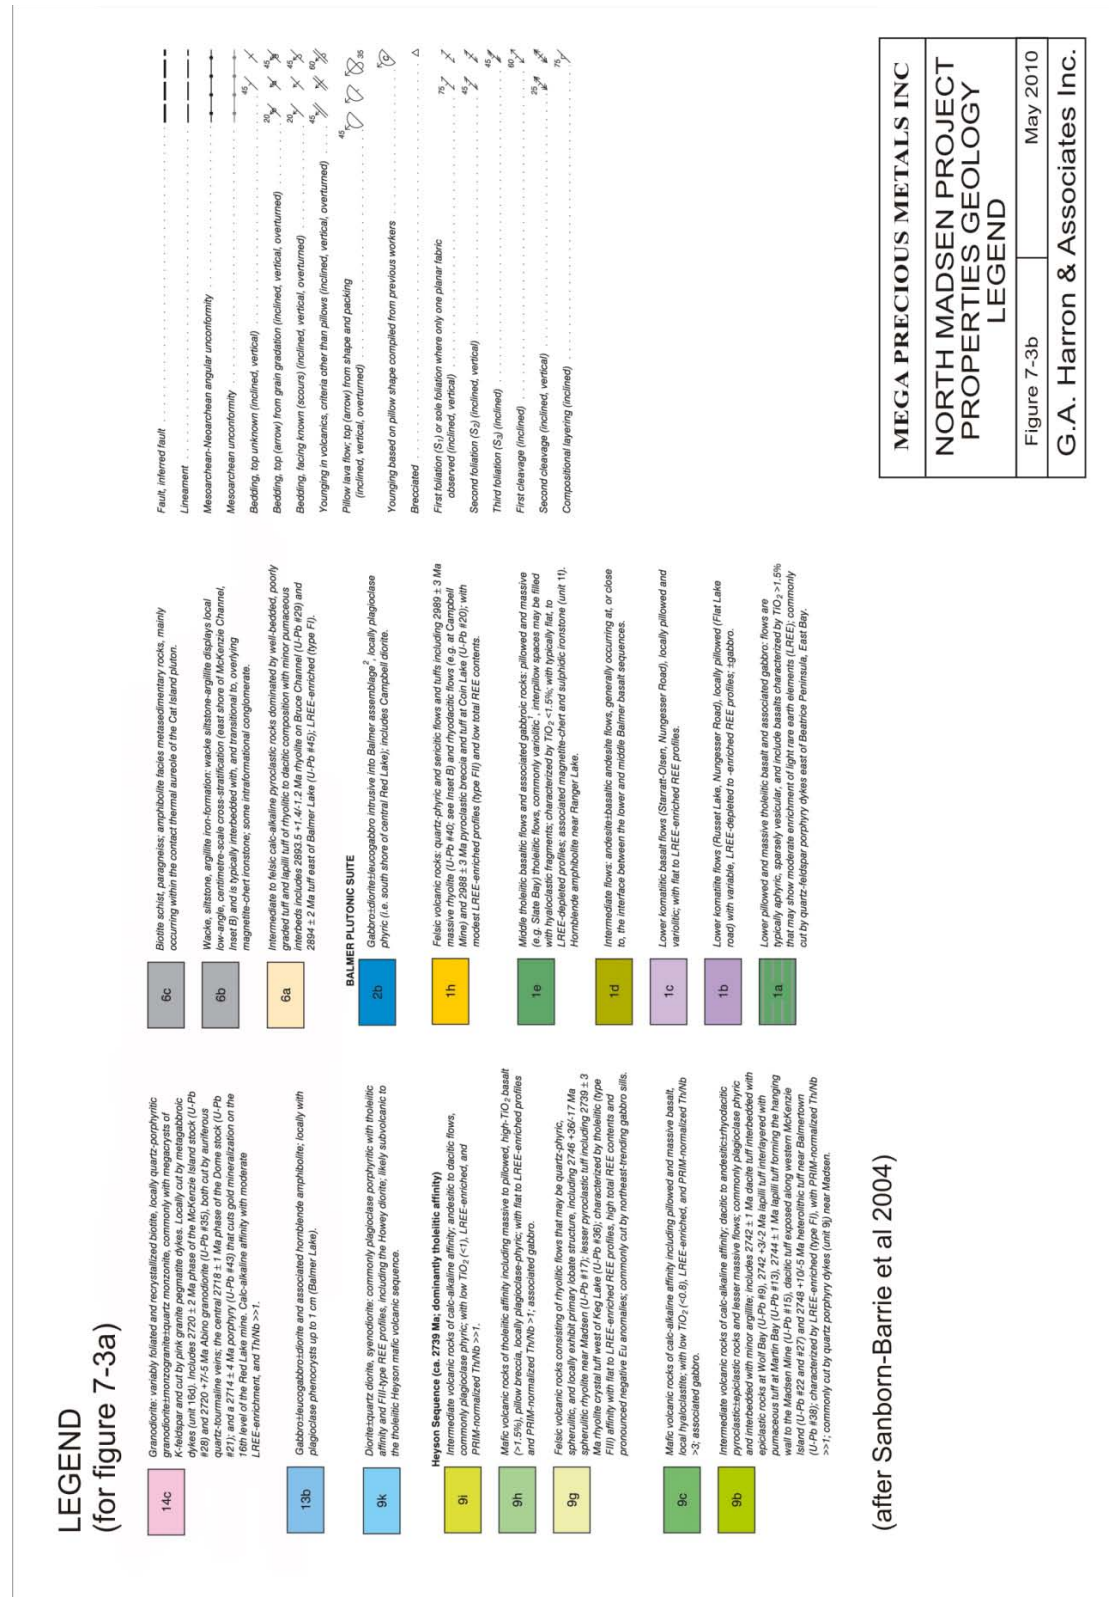 LEGEND
(for figure 7-3a)
14c
Granodiorite: variably foliated and recrystallized biotite, locally quartz-porphyritic
granodiorite±monzogranite±quartz monzonite, commonly with megacrysts of
K-feldspar and cut by pink granite pegmatite dykes. Locally cut by metagabbroic
dykes (unit 16d). Includes 2720 ± 2 Ma phase of the McKenzie Island stock (U-Pb
#28) and 2720 +7/-5 Ma Abino granodiorite (U-Pb #35), both cut by auriferous
quartz-tourmaline veins; the central 2718 ± 1 Ma phase of the Dome stock (U-Pb
#21); and a 2714 ± 4 Ma porphyry (U-Pb #43) that cuts gold mineralization on the
16th level of the Red Lake mine. Calc-alkaline affinity with moderate
LREE-enrichment, and Th/Nb >>1.
13b
Gabbro±leucogabbro±diorite and associated hornblende amphibolite; locally with
plagioclase phenocrysts up to 1 cm (Balmer Lake).
9k
Diorite±quartz diorite, syenodiorite: commonly plagioclase porphyritic with tholeiitic
affinity and FIII-type REE profiles, including the Howey diorite; likely subvolcanic to
the tholeiitic Heyson mafic volcanic sequence.
Heyson Sequence (ca. 2739 Ma; dominantly tholeiitic affinity)
9i
Intermediate volcanic rocks of calc-alkaline affinity; andesitic to dacitic flows,
commonly plagioclase phyric; with low TiO2 (<1), LREE-enriched, and
PRIM-normalized Th/Nb >>1.
9h
Mafic volcanic rocks of tholeiitic affinity including massive to pillowed, high-TiO2 basalt
(>1.5%), pillow breccia, locally plagioclase-phyric; with flat to LREE-enriched profiles
and PRIM-normalized Th/Nb >1; associated gabbro.
9g
Felsic volcanic rocks consisting of rhyolitic flows that may be quartz-phyric,
spherulitic, and locally exhibit primary lobate structure, including 2746 +36/-17 Ma
spherulitic rhyolite near Madsen (U-Pb #17); lesser pyroclastic tuff including 2739 ± 3
Ma rhyolite crystal tuff west of Keg Lake (U-Pb #36); characterized by tholeiitic (type
FIII) affinity with flat to LREE-enriched REE profiles, high total REE contents and
pronounced negative Eu anomalies; commonly cut by northeast-trending gabbro sills.
9c
Mafic volcanic rocks of calc-alkaline affinity including pillowed and massive basalt,
local hyaloclastite; with low TiO2 (<0.8), LREE-enriched, and PRIM-normalized Th/Nb
>3; associated gabbro.
9b
Intermediate volcanic rocks of calc-alkaline affinity; dacitic to andesitic±rhyodacitic
pyroclastic±epiclastic rocks and lesser massive flows; commonly plagioclase phyric
and interbedded with minor argillite; includes 2742 ± 1 Ma dacite tuff interbedded with
epiclastic rocks at Wolf Bay (U-Pb #9), 2742 +3/-2 Ma lapilli tuff interlayered with
pumaceous tuff at Martin Bay (U-Pb #13), 2744 ± 1 Ma lapilli tuff forming the hanging
wall to the Madsen Mine (U-Pb #15), dacitic tuff exposed along western McKenzie
Island (U-Pb #22 and #27) and 2748 +10/-5 Ma heterolithic tuff near Balmertown
(U-Pb #38); characterized by LREE-enriched (type FI), with PRIM-normalized Th/Nb
>>1; commonly cut by quartz porphyry dykes (unit 9j) near Madsen.
(after Sanborn-Barrie et al 2004)
6c
Biotite schist, paragneiss; amphibolite facies metasedimentary rocks, mainly
occurring within the contact thermal aureole of the Cat Island pluton.
6b
Wacke, siltstone, argillite iron-formation: wacke siltstone-argillite displays local
low-angle, centimetre-scale cross-stratification (east shore of McKenzie Channel,
Inset B) and is typically interbedded with, and transitional to, overlying
magnetite-chert ironstone; some intraformational conglomerate.
6a
Intermediate to felsic calc-alkaline pyroclastic rocks dominated by well-bedded, poorly
graded tuff and lapilli tuff of rhyolitic to dacitic composition with minor pumaceous
interbeds includes 2893.5 +1.4/-1.2 Ma rhyolite on Bruce Channel (U-Pb #29) and
2894 ± 2 Ma tuff east of Balmer Lake (U-Pb #45); LREE-enriched (type FI).
BALMER PLUTONIC SUITE
2b
Gabbro±diorite±leucogabbro intrusive into Balmer assemblage2, locally plagioclase
phyric (i.e. south shore of central Red Lake); includes Campbell diorite.
1h
Felsic volcanic rocks: quartz-phyric and sericitic flows and tuffs including 2989 ± 3 Ma
massive rhyolite (U-Pb #40; see Inset B) and rhyodacitic flows (e.g. at Campbell
Mine) and 2988 ± 3 Ma pyroclastic breccia and tuff at Coin Lake (U-Pb #20); with
modest LREE-enriched profiles (type FII) and low total REE contents.
1e
Middle tholeiitic basaltic flows and associated gabbroic rocks: pillowed and massive
(e.g. Slate Bay) tholeiitic flows, commonly variolitic1, interpillow spaces may be filled
with hyaloclastic fragments; characterized by TiO2 <1.5%; with typically flat, to
LREE-depleted profiles; associated magnetite-chert and sulphidic ironstone (unit 11).
Hornblende amphibolite near Ranger Lake.
1d
Intermediate flows: andesite±basaltic andesite flows, generally occurring at, or close
to, the interface between the lower and middle Balmer basalt sequences.
1c
Lower komatiitic basalt flows (Starratt-Olsen, Nungesser Road), locally pillowed and
variolitic; with flat to LREE-enriched REE profiles.
1b
Lower komatiite flows (Russet Lake, Nungesser Road), locally pillowed (Flat Lake
road) with variable, LREE-depleted to -enriched REE profiles; ±gabbro.
1a
Lower pillowed and massive tholeiitic basalt and associated gabbro: flows are
typically aphyric, sparsely vesicular, and include basalts characterized by TiO2 >1.5%
that may show moderate enrichment of light rare earth elements (LREE); commonly
cut by quartz-feldspar porphyry dykes east of Beatrice Peninsula, East Bay.
Fault, inferred fault
Lineament
Mesoarchean-Neoarchean angular unconformity
Mesoarchean unconformity
Bedding, top unknown (inclined, vertical) 45
Bedding, top (arrow) from grain gradation (inclined, vertical, overturned) 20 45
Bedding, facing known (scours) (inclined, vertical, overturned) 20 45
Younging in volcanics, criteria other than pillows (inclined, vertical, overturned) 45 60
Pillow lava flow; top (arrow) from shape and packing
(inclined, vertical, overturned) 45 35
Younging based on pillow shape compiled from previous workers
Brecciated
First foliation (S1) or sole foliation where only one planar fabric
observed (inclined, vertical) 75
Second foliation (S2) (inclined, vertical) 45
Third foliation (S3) (inclined) 45
First cleavage (inclined) 60
Second cleavage (inclined, vertical) 25
Compositional layering (inclined) 75
MEGA PRECIOUS METALS INC
NORTH MADSEN PROJECT
PROPERTIES GEOLOGY
LEGEND
Figure 7-3b May 2010
G.A. Harron & Associates Inc.